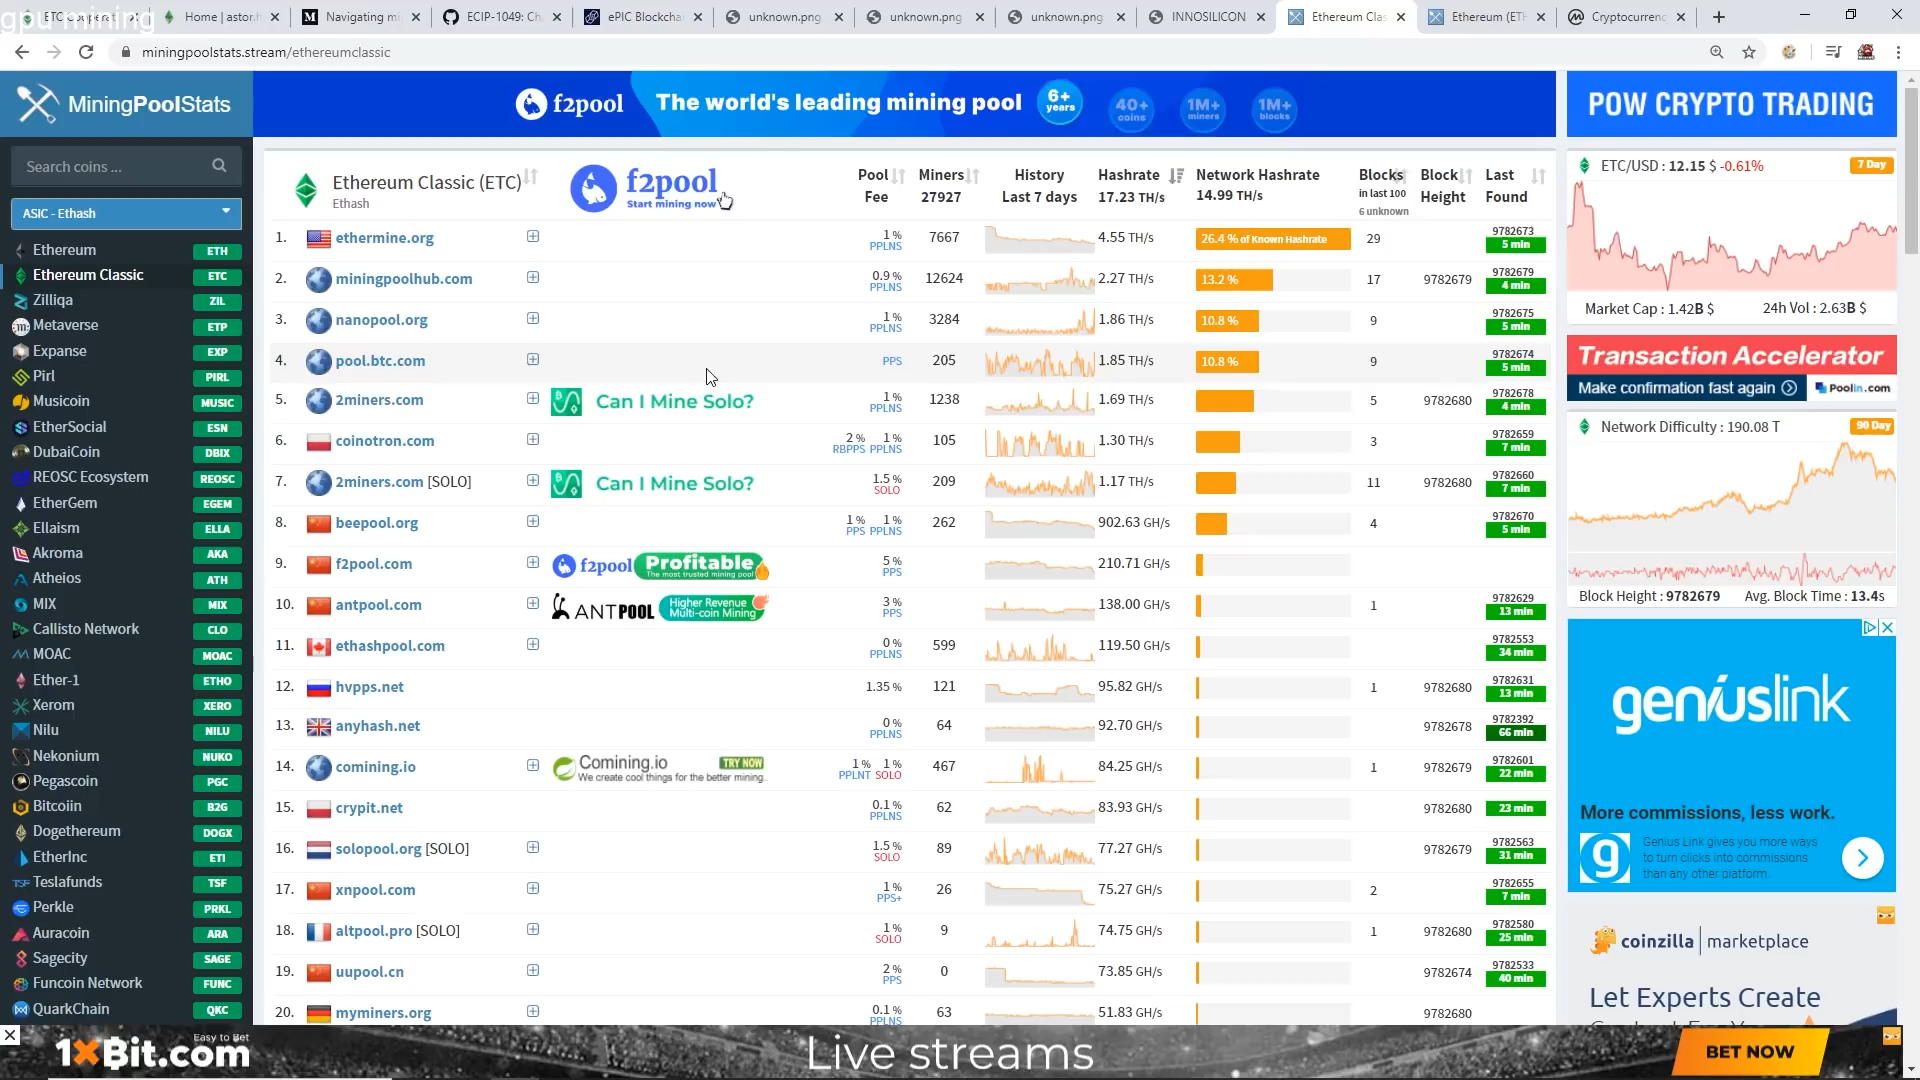 gpu mining
ETC Cooperat
Home | astor.h
Navigating mi
ECIP-1049: Ch
ePIC Blockcha
unknown.png
unknown.png
unknown.png
INNOSILICON
Ethereum Clas
Ethereum (ETH
Cryptocurrenc
miningpoolstats.stream/ethereumclassic
MiningPoolStats
f2pool
The world's leading mining pool
6+ years
40+ coins
1M+ miners
1M+ blocks
POW CRYPTO TRADING
Search coins ...
ASIC - Ethash
Ethereum ETH
Ethereum Classic ETC
Zilliqa ZIL
Metaverse ETP
Expanse EXP
Pirl PIRL
Musicoin MUSIC
EtherSocial ESN
DubaiCoin DBIX
REOSC Ecosystem REOSC
EtherGem EGEM
Ellaism ELLA
Akroma AKA
Atheios ATH
MIX MIX
Callisto Network CLO
MOAC MOAC
Ether-1 ETHO
Xerom XERO
Nilu NILU
Nekonium NUKO
Pegascoin PGC
Bitcoiin B2G
Dogethereum DOGX
EtherInc ETI
Teslafunds TSF
Perkle PRKL
Auracoin ARA
Sagecity SAGE
Funcoin Network FUNC
QuarkChain QKC
Ethereum Classic (ETC)
Ethash
f2pool
Start mining now
Pool Fee
Miners 27927
History Last 7 days
Hashrate 17.23 TH/s
Network Hashrate 14.99 TH/s
Blocks in last 100 6 unknown
Block Height
Last Found
1. ethermine.org 1 % PPLNS 7667 4.55 TH/s 26.4 % of Known Hashrate 29 9782673 5 min
2. miningpoolhub.com 0.9 % PPLNS 12624 2.27 TH/s 13.2 % 17 9782679 9782679 4 min
3. nanopool.org 1 % PPLNS 3284 1.86 TH/s 10.8 % 9 9782675 5 min
4. pool.btc.com PPS 205 1.85 TH/s 10.8 % 9 9782674 5 min
5. 2miners.com Can I Mine Solo? 1 % PPLNS 1238 1.69 TH/s 5 9782680 9782678 4 min
6. coinotron.com 2 % RBPPS 1 % PPLNS 105 1.30 TH/s 3 9782659 7 min
7. 2miners.com [SOLO] Can I Mine Solo? 1.5 % SOLO 209 1.17 TH/s 11 9782680 9782660 7 min
8. beepool.org 1 % PPS 1 % PPLNS 262 902.63 GH/s 4 9782670 5 min
9. f2pool.com f2pool Profitable The most trusted mining pool 5 % PPS 210.71 GH/s
10. antpool.com ANTPOOL Higher Revenue Multi-coin Mining 3 % PPS 138.00 GH/s 1 9782629 13 min
11. ethashpool.com 0 % PPLNS 599 119.50 GH/s 9782553 34 min
12. hvpps.net 1.35 % 121 95.82 GH/s 1 9782680 9782631 13 min
13. anyhash.net 0 % PPLNS 64 92.70 GH/s 9782678 9782392 66 min
14. comining.io Comining.io TRY NOW We create cool things for the better mining. 1 % PPLNT 1 % SOLO 467 84.25 GH/s 1 9782679 9782601 22 min
15. crypit.net 0.1 % PPLNS 62 83.93 GH/s 9782680 23 min
16. solopool.org [SOLO] 1.5 % SOLO 89 77.27 GH/s 9782679 9782563 31 min
17. xnpool.com 1 % PPS+ 26 75.27 GH/s 2 9782655 7 min
18. altpool.pro [SOLO] 1 % SOLO 9 74.75 GH/s 1 9782680 9782580 25 min
19. uupool.cn 2 % PPS 0 73.85 GH/s 9782674 9782533 40 min
20. myminers.org 0.1 % PPLNS 63 51.83 GH/s 9782680
ETC/USD : 12.15 $ -0.61% 7 Day
Market Cap : 1.42B $ 24h Vol : 2.63B $
Transaction Accelerator
Make confirmation fast again Poolin.com
Network Difficulty : 190.08 T 90 Day
Block Height : 9782679 Avg. Block Time : 13.4s
geniuslink
More commissions, less work.
Genius Link gives you more ways
to turn clicks into commissions
than any other platform.
coinzilla | marketplace
Let Experts Create
Easy to Bet
1XBit.com
Live streams
BET NOW